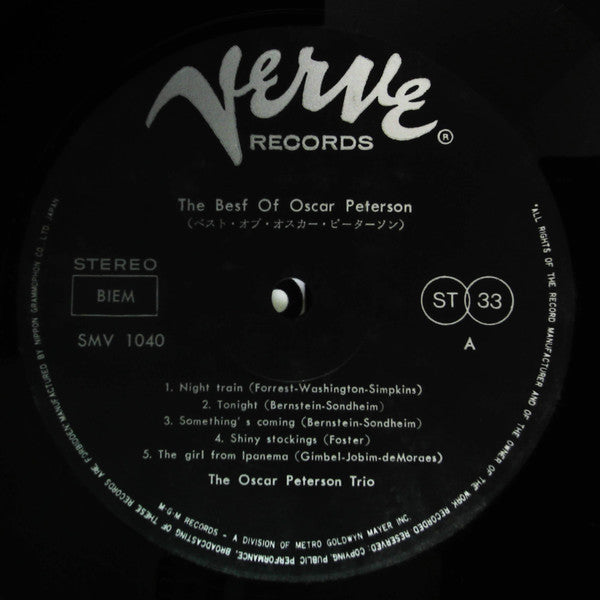 Verve
RECORDS ®
The Besf Of Oscar Peterson
(ベスト・オブ・オスカー・ピーターソン)
STEREO
BIEM
SMV 1040
ST 33
A
1. Night train (Forrest-Washington-Simpkins)
2. Tonight (Bernstein-Sondheim)
3. Something' s coming (Bernstein-Sondheim)
4. Shiny stockings (Foster)
5. The girl from Ipanema (Gimbel-Jobim-deMoraes)
The Oscar Peterson Trio
M·G·M RECORDS - A DIVISION OF METRO GOLDWYN MAYER INC.
"ALL RIGHTS OF THE RECORD MANUFACTURER AND OF THE OWNER OF THE WORK RECORDED RESERVED. COPYING, PUBLIC PERFORMANCE, BROADCASTING OF THESE RECORDS ARE FORBIDDEN" MANUFACTURED BY NIPPON GRAMMOPHON CO., LTD. JAPAN